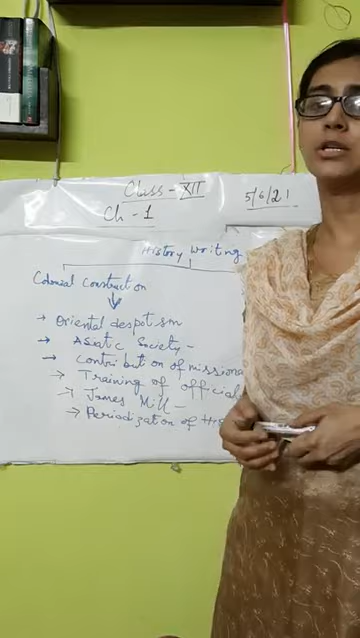 Class - XII
5/6/21
Ch - 1
History Writing
Colonial Construction
→ Oriental despotism
→ Asiatic Society -
→ Contribution of missiona
→ Training of official
→ James Mill -
→ Periodization of